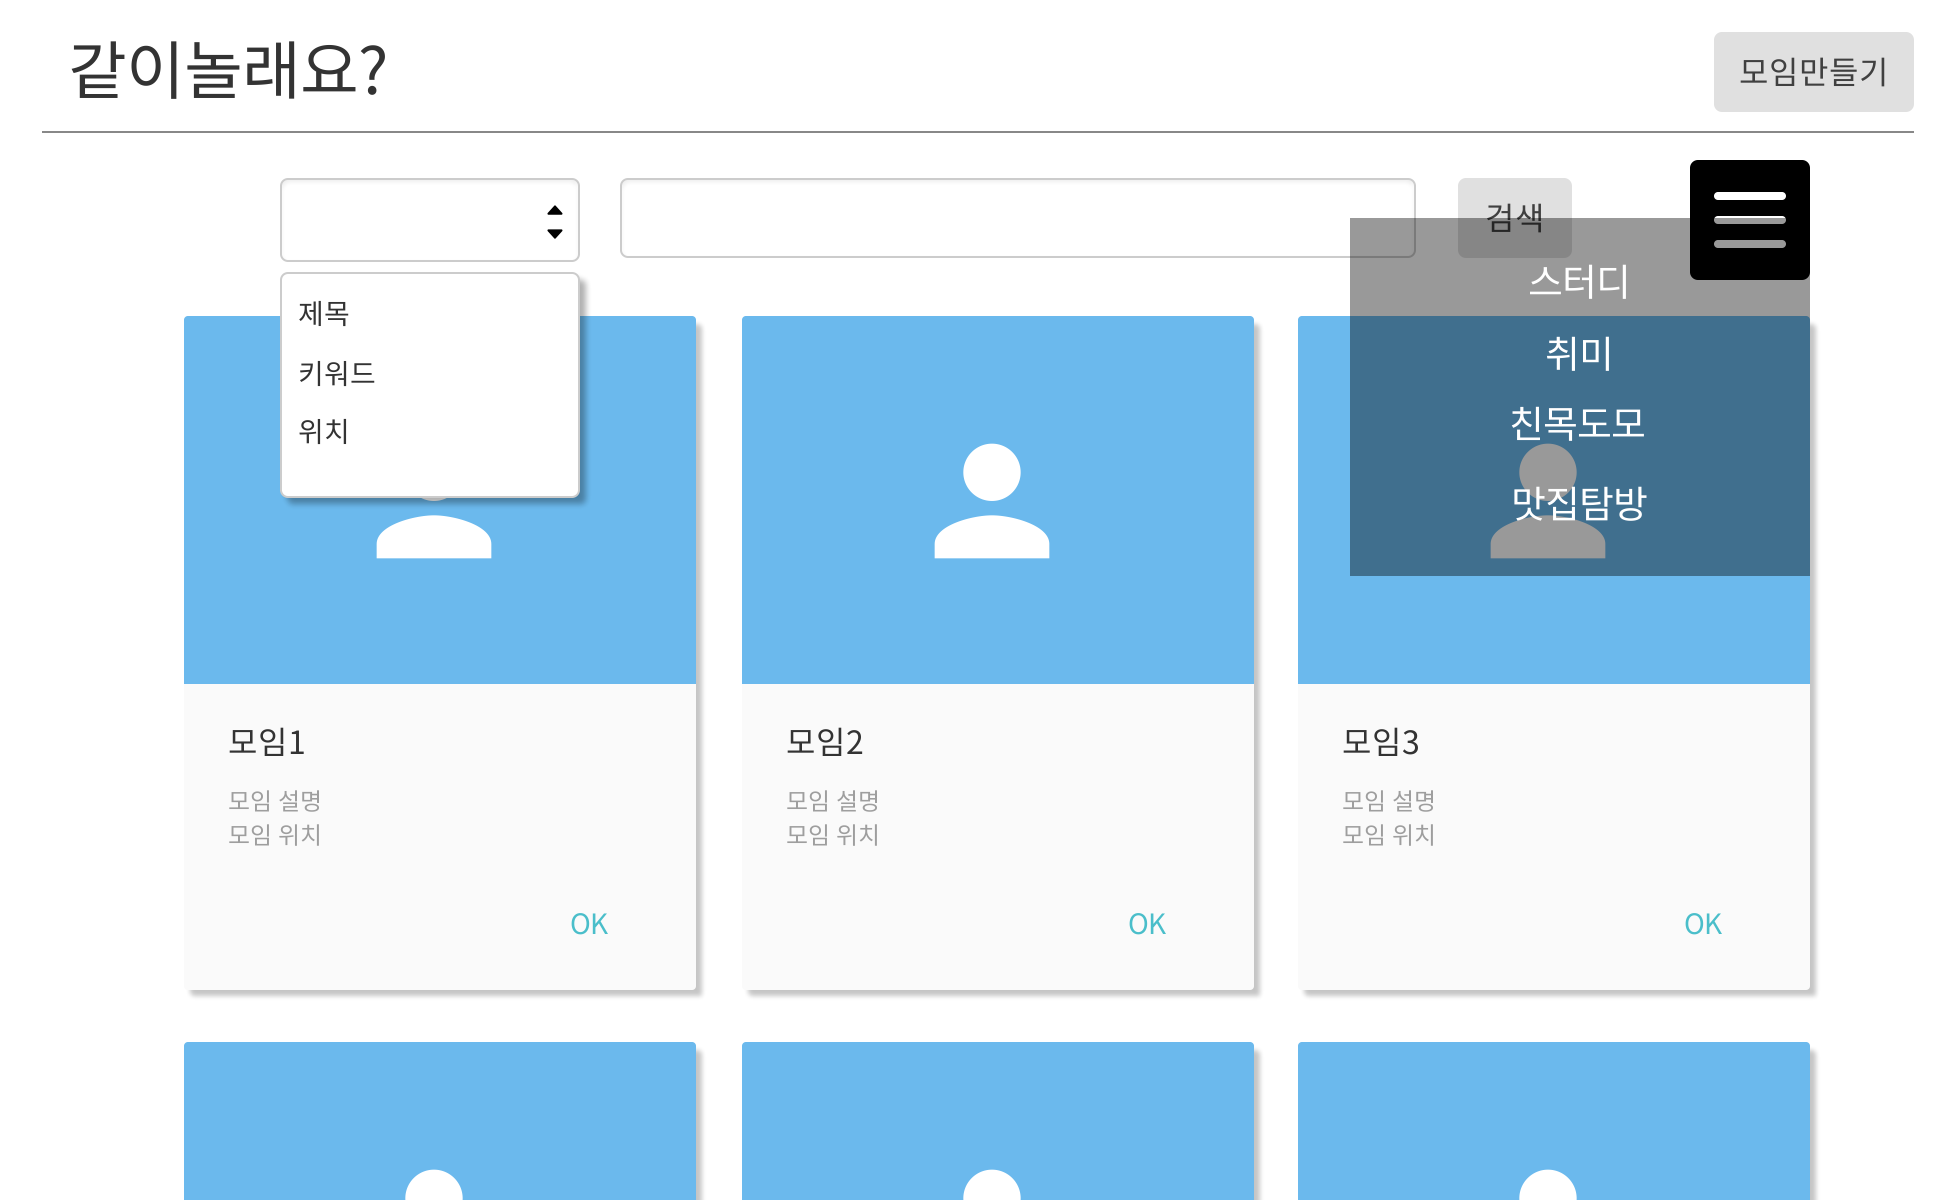 같이놀래요?
모임만들기
검색
제목
키워드
위치
스터디
취미
친목도모
맛집탐방
모임1
모임 설명
모임 위치
OK
모임2
모임 설명
모임 위치
OK
모임3
모임 설명
모임 위치
OK